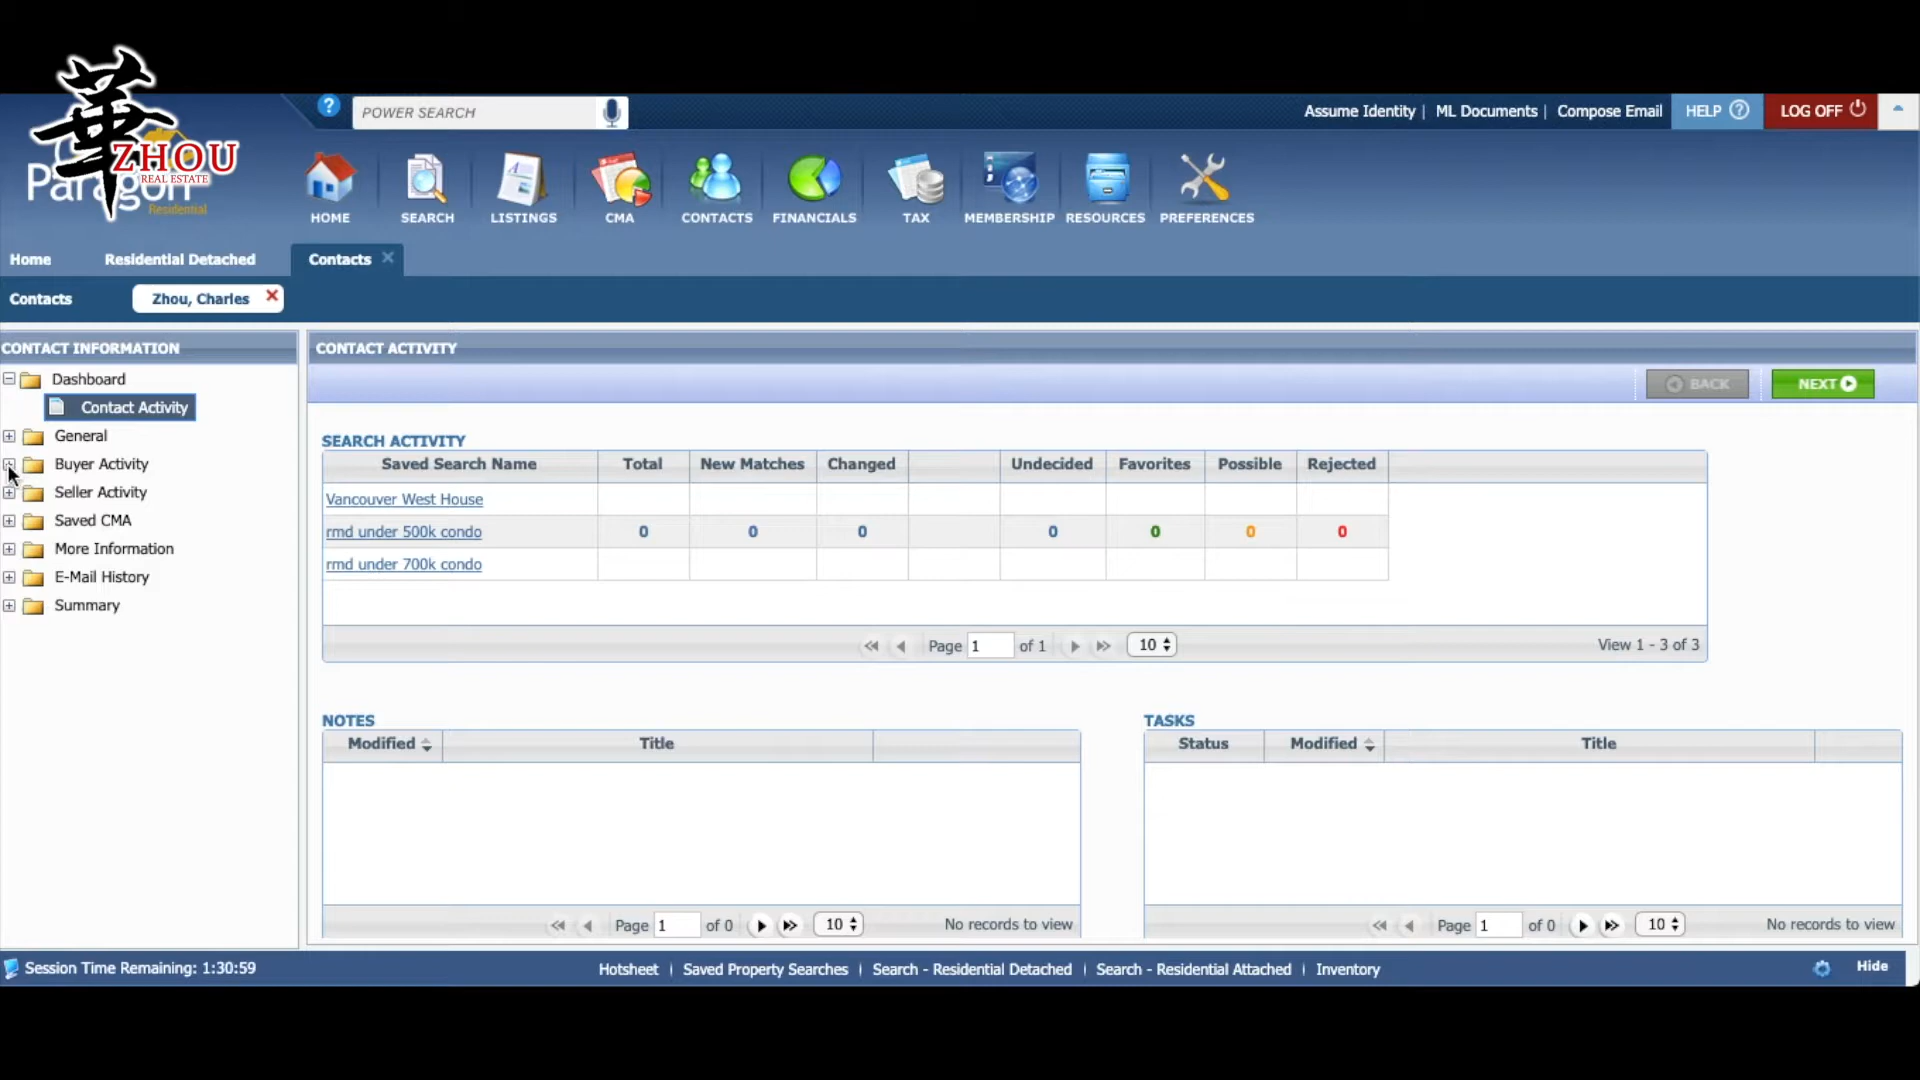 華
ZHOU
REAL ESTATE
Paragon
Residential
POWER SEARCH
Assume Identity | ML Documents | Compose Email HELP ? LOG OFF
HOME SEARCH LISTINGS CMA CONTACTS FINANCIALS TAX MEMBERSHIP RESOURCES PREFERENCES
Home Residential Detached Contacts
Contacts Zhou, Charles
CONTACT INFORMATION
Dashboard
Contact Activity
General
Buyer Activity
Seller Activity
Saved CMA
More Information
E-Mail History
Summary
CONTACT ACTIVITY
BACK NEXT
SEARCH ACTIVITY
Saved Search Name Total New Matches Changed Undecided Favorites Possible Rejected
Vancouver West House
rmd under 500k condo 0 0 0 0 0 0 0
rmd under 700k condo
Page 1 of 1 10 View 1 - 3 of 3
NOTES
Modified Title
Page 1 of 0 10 No records to view
TASKS
Status Modified Title
Page 1 of 0 10 No records to view
Session Time Remaining: 1:30:59 Hotsheet | Saved Property Searches | Search - Residential Detached | Search - Residential Attached | Inventory Hide